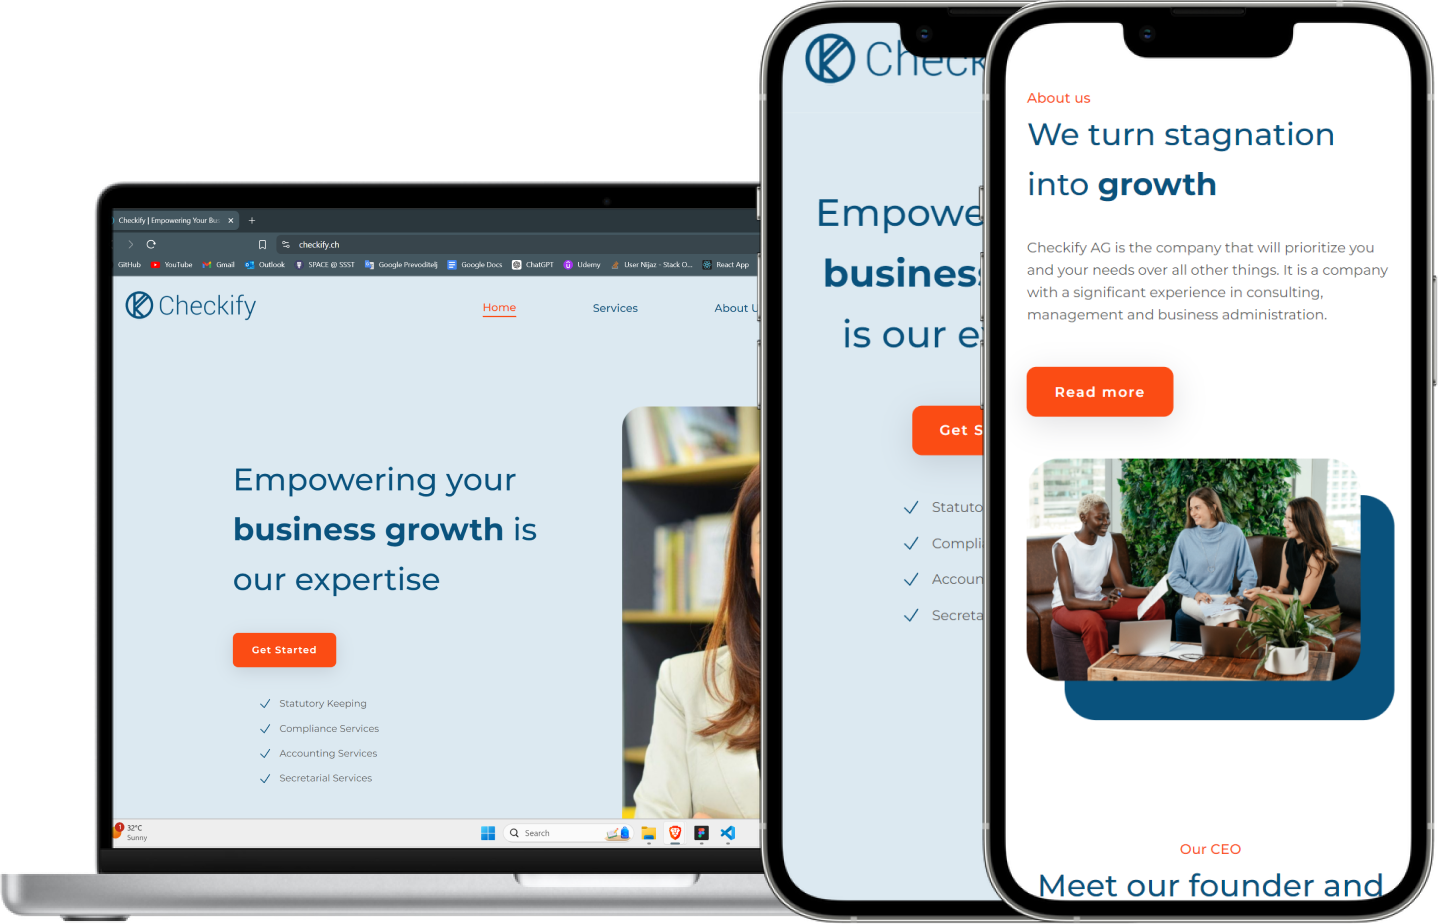 Checkify | Empowering Your Bu
checkify.ch
GitHub YouTube Gmail Outlook SPACE @ SSST Google Prevoditelj Google Docs ChatGPT Udemy User Nijaz - Stack O... React App
Checkify
Home Services About U
Empowering your
business growth is
our expertise
Get Started
Statutory Keeping
Compliance Services
Accounting Services
Secretarial Services
1 32°C
Sunny
Search
Check
Empowe
business
is our e
Get S
Statuto
Compli
Accoun
Secreta
About us
We turn stagnation
into growth
Checkify AG is the company that will prioritize you
and your needs over all other things. It is a company
with a significant experience in consulting,
management and business administration.
Read more
Our CEO
Meet our founder and